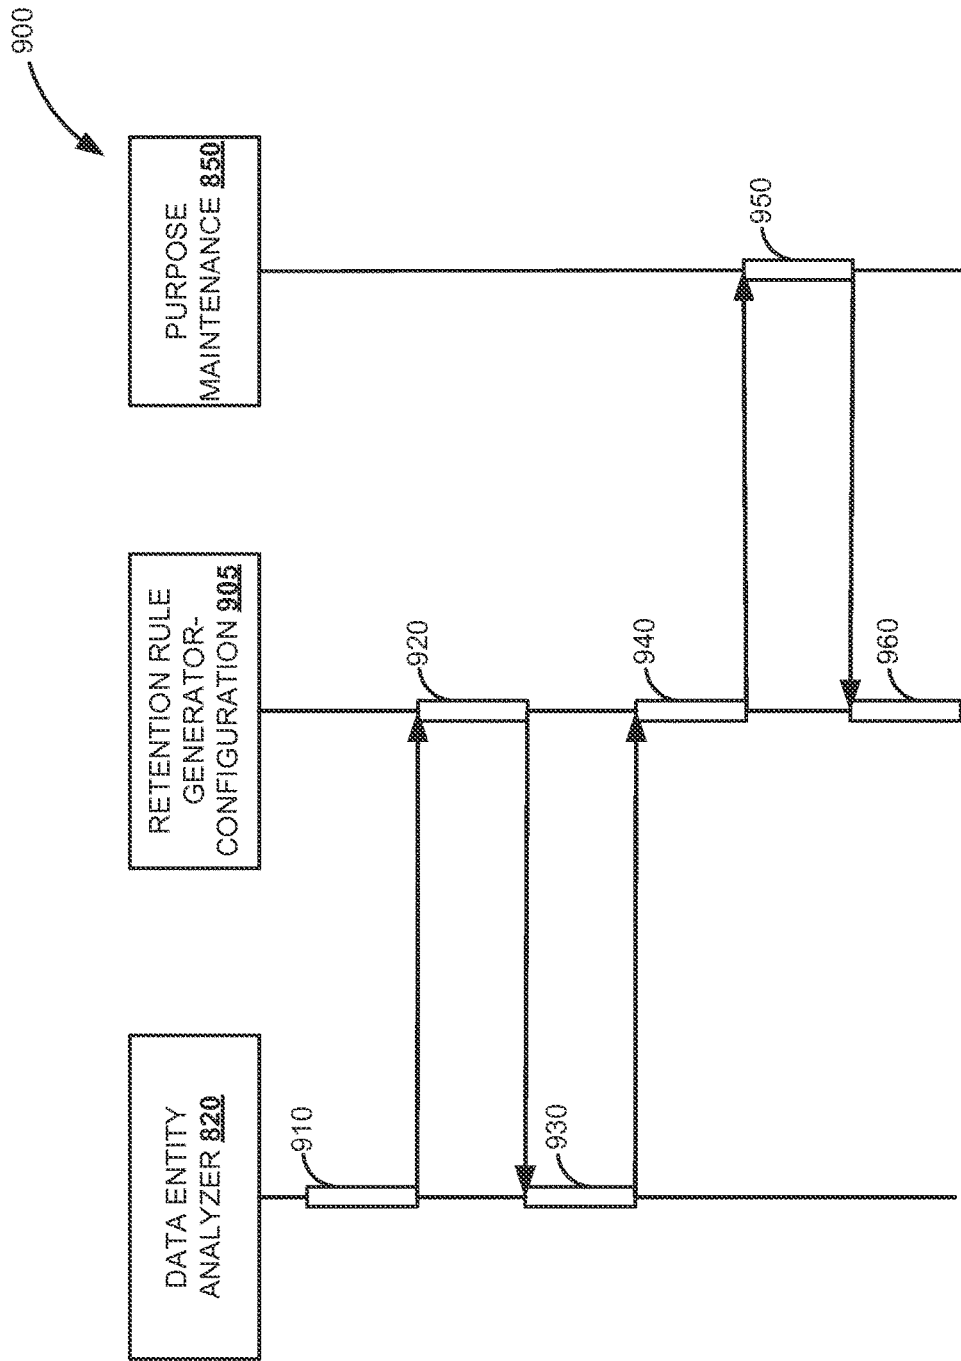 900
DATA ENTITY
ANALYZER 820
RETENTION RULE
GENERATOR-
CONFIGURATION 905
PURPOSE
MAINTENANCE 850
910
920
930
940
950
960